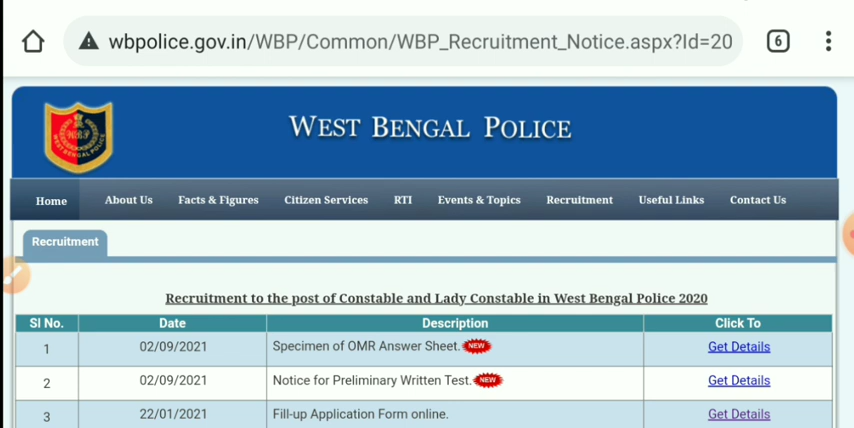 wbpolice.gov.in/WBP/Common/WBP_Recruitment_Notice.aspx?Id=20 6
WEST BENGAL POLICE
Home About Us Facts & Figures Citizen Services RTI Events & Topics Recruitment Useful Links Contact Us
Recruitment
Recruitment to the post of Constable and Lady Constable in West Bengal Police 2020
Sl No. Date Description Click To
1 02/09/2021 Specimen of OMR Answer Sheet. NEW Get Details
2 02/09/2021 Notice for Preliminary Written Test. NEW Get Details
3 22/01/2021 Fill-up Application Form online. Get Details